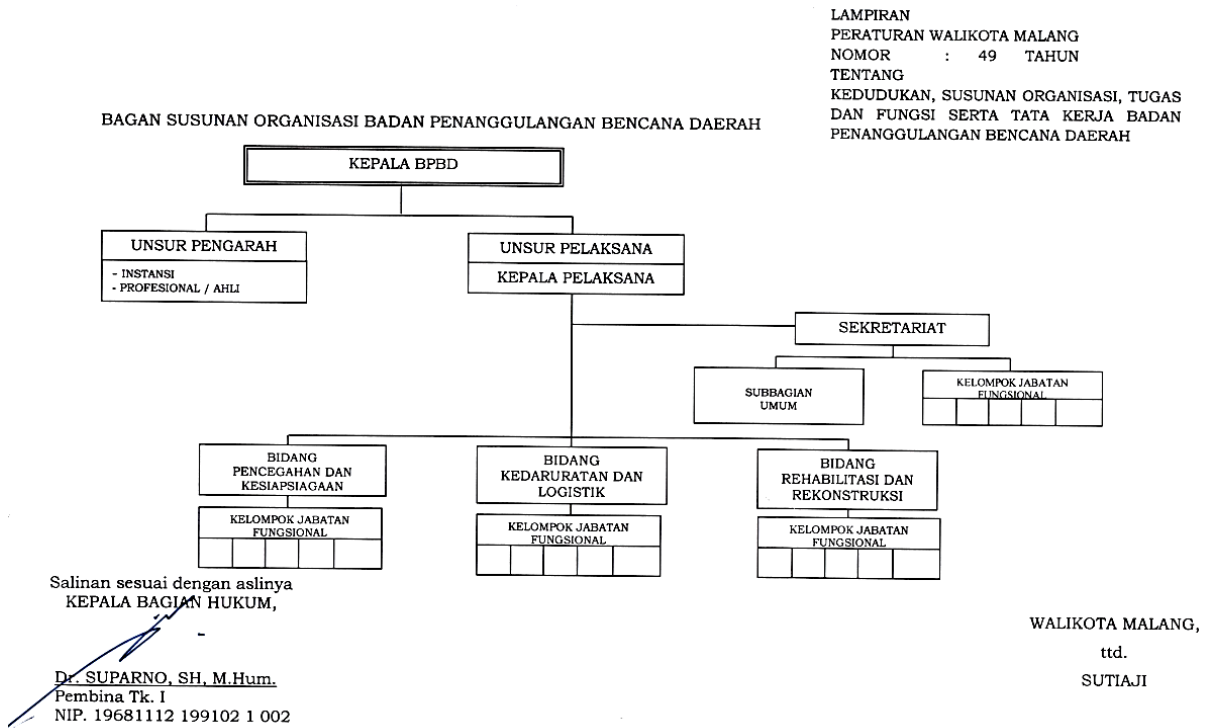 LAMPIRAN
PERATURAN WALIKOTA MALANG
NOMOR : 49 TAHUN
TENTANG
KEDUDUKAN, SUSUNAN ORGANISASI, TUGAS
DAN FUNGSI SERTA TATA KERJA BADAN
PENANGGULANGAN BENCANA DAERAH
BAGAN SUSUNAN ORGANISASI BADAN PENANGGULANGAN BENCANA DAERAH
KEPALA BPBD
UNSUR PENGARAH
- INSTANSI
- PROFESIONAL / AHLI
UNSUR PELAKSANA
KEPALA PELAKSANA
SEKRETARIAT
SUBBAGIAN
UMUM
KELOMPOK JABATAN
FUNGSIONAL
BIDANG
PENCEGAHAN DAN
KESIAPSIAGAAN
KELOMPOK JABATAN
FUNGSIONAL
BIDANG
KEDARURATAN DAN
LOGISTIK
KELOMPOK JABATAN
FUNGSIONAL
BIDANG
REHABILITASI DAN
REKONSTRUKSI
KELOMPOK JABATAN
FUNGSIONAL
Salinan sesuai dengan aslinya
KEPALA BAGIAN HUKUM,
Dr. SUPARNO, SH, M.Hum.
Pembina Tk. I
NIP. 19681112 199102 1 002
WALIKOTA MALANG,
ttd.
SUTIAJI